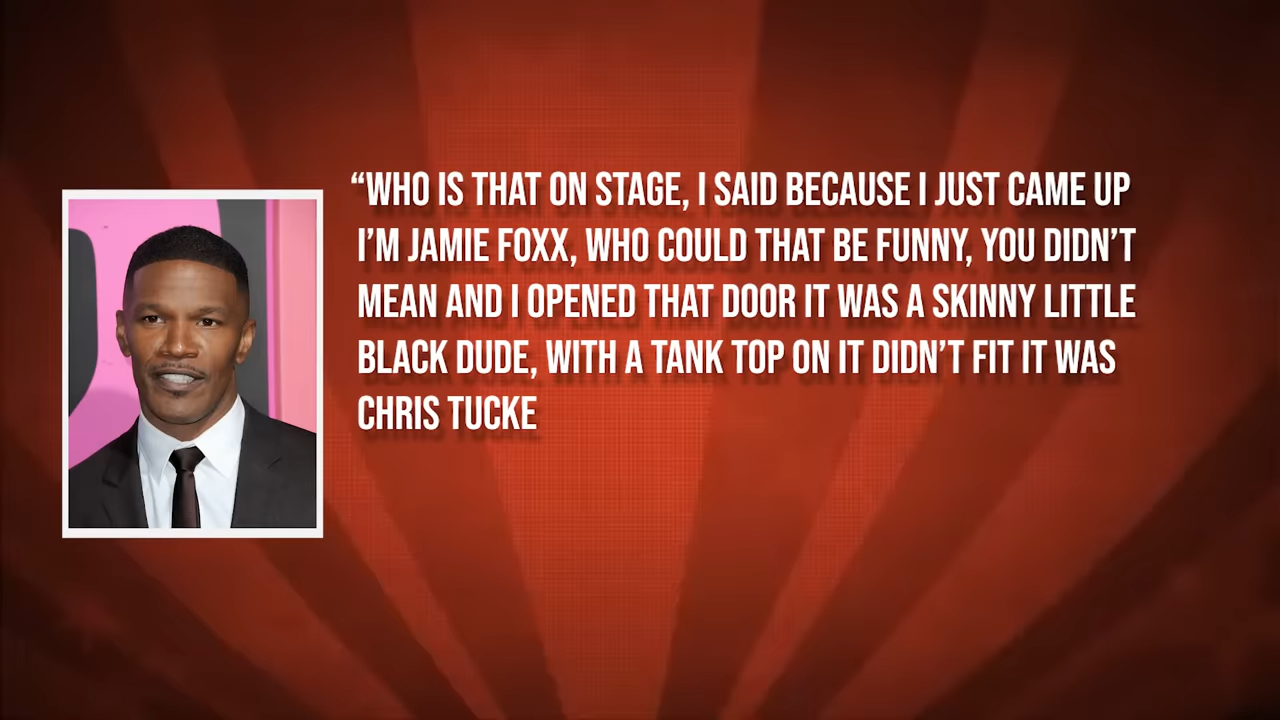 “WHO IS THAT ON STAGE, I SAID BECAUSE I JUST CAME UP
I’M JAMIE FOXX, WHO COULD THAT BE FUNNY, YOU DIDN’T
MEAN AND I OPENED THAT DOOR IT WAS A SKINNY LITTLE
BLACK DUDE, WITH A TANK TOP ON IT DIDN’T FIT IT WAS
CHRIS TUCKE